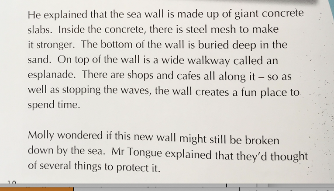 He explained that the sea wall is made up of giant concrete
slabs. Inside the concrete, there is steel mesh to make
it stronger. The bottom of the wall is buried deep in the
sand. On top of the wall is a wide walkway called an
esplanade. There are shops and cafes all along it – so as
well as stopping the waves, the wall creates a fun place to
spend time.
Molly wondered if this new wall might still be broken
down by the sea. Mr Tongue explained that they'd thought
of several things to protect it.